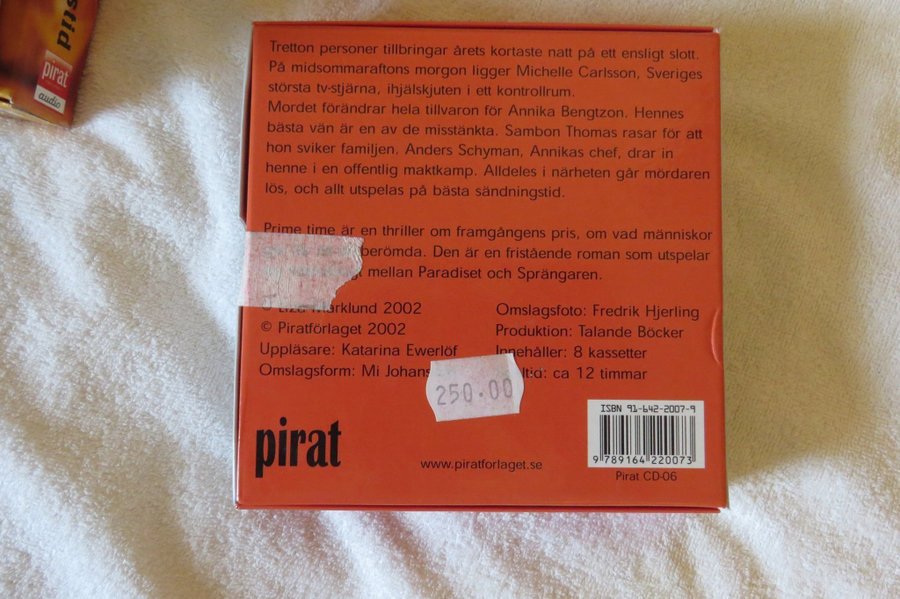 stid
pirat
audio
Tretton personer tillbringar årets kortaste natt på ett ensligt slott.
På midsommaraftons morgon ligger Michelle Carlsson, Sveriges
största tv-stjärna, ihjälskjuten i ett kontrollrum.
Mordet förändrar hela tillvaron för Annika Bengtzon. Hennes
bästa vän är en av de misstänkta. Sambon Thomas rasar för att
hon sviker familjen. Anders Schyman, Annikas chef, drar in
henne i en offentlig maktkamp. Alldeles i närheten går mördaren
lös, och allt utspelas på bästa sändningstid.
Prime time är en thriller om framgångens pris, om vad människor
berömda. Den är en fristående roman som utspelar
mellan Paradiset och Sprängaren.
© Liza Marklund 2002
© Piratförlaget 2002
Uppläsare: Katarina Ewerlöf
Omslagsform: Mi Johans
Omslagsfoto: Fredrik Hjerling
Produktion: Talande Böcker
Innehåller: 8 kassetter
ca 12 timmar
250.00
pirat
www.piratforlaget.se
ISBN 91-642-2007-9
9 789164 220073
Pirat CD-06